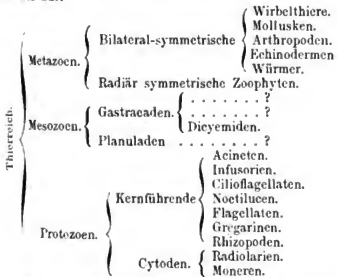 Wirbelthiere.
Mollusken.
Bilateral-symmetrische Arthropoden.
Echinodermen
Metazoen. Würmer.
Radiär symmetrische Zoophyten.
. . . . . . . ?
Gastraeaden. . . . . . . . ?
Mesozoen. Dicyemiden.
Planuladen . . . . . . . . ?
Thierreich.
Acineten.
Infusorien.
Cilioflagellaten.
Kernführende Noctilucen.
Flagellaten.
Gregarinen.
Protozoen. Rhizopoden.
Cytoden. Radiolarien.
Moneren.